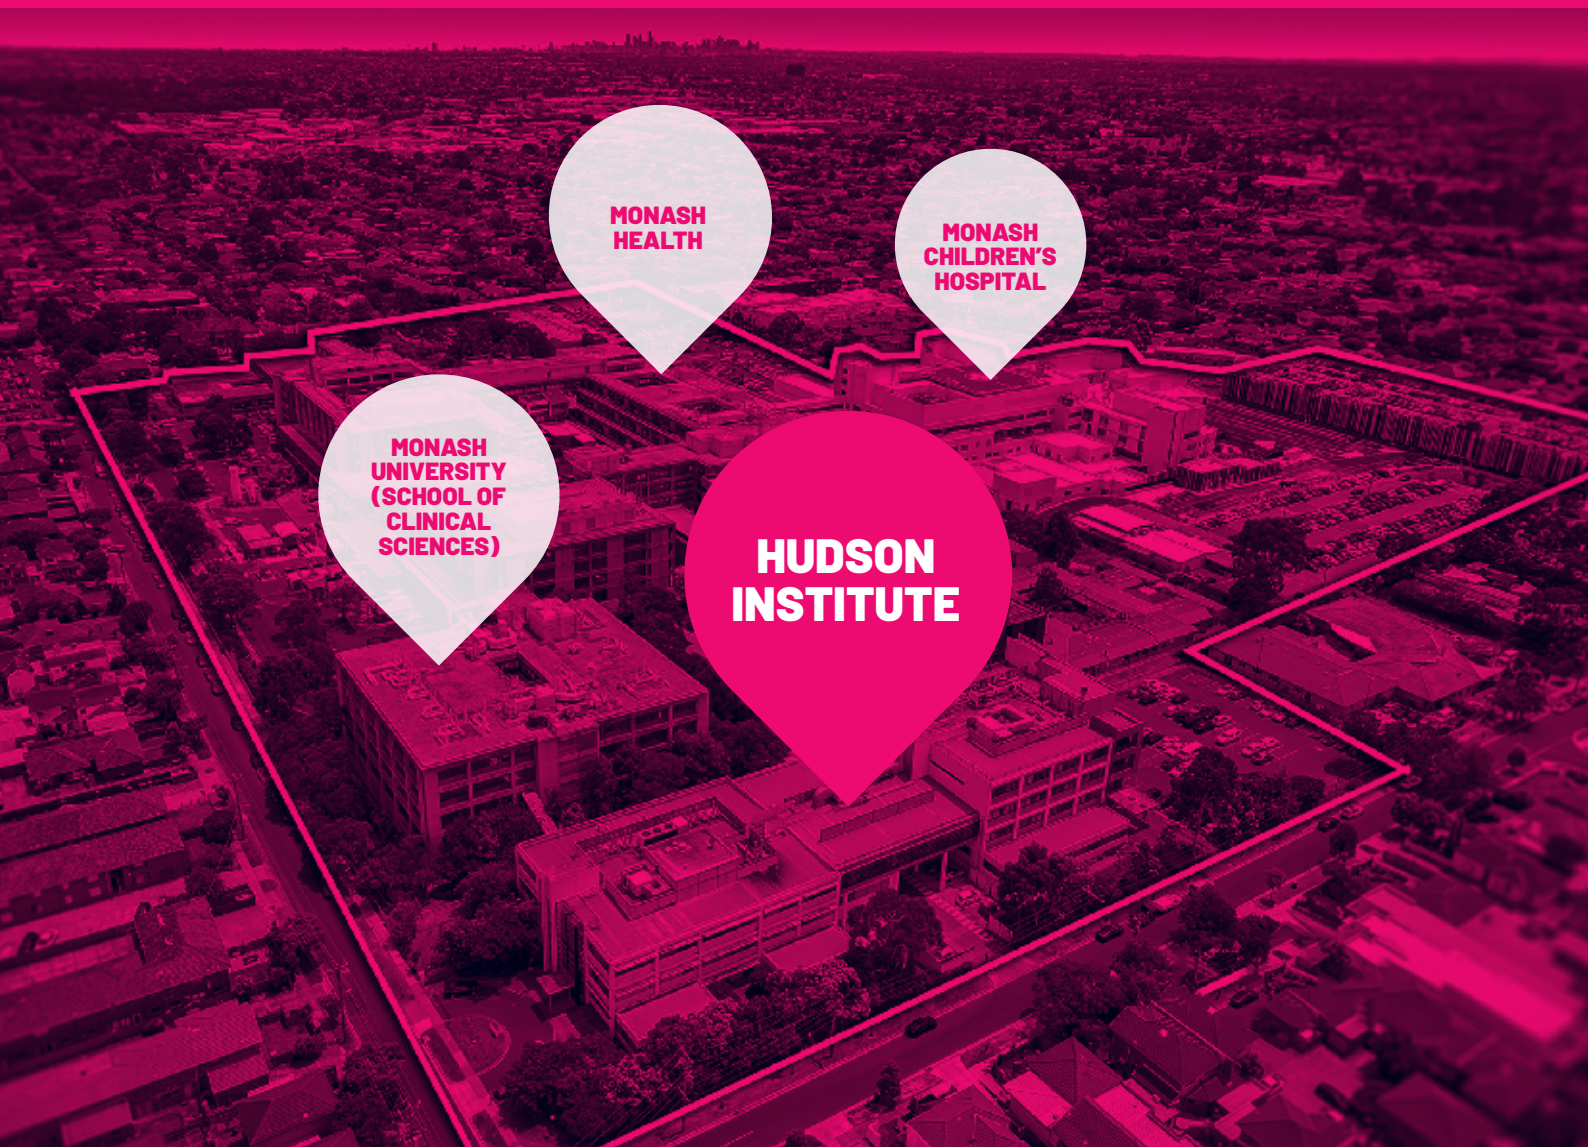 MONASH
HEALTH
MONASH
CHILDREN’S
HOSPITAL
MONASH
UNIVERSITY
(SCHOOL OF
CLINICAL
SCIENCES)
HUDSON
INSTITUTE